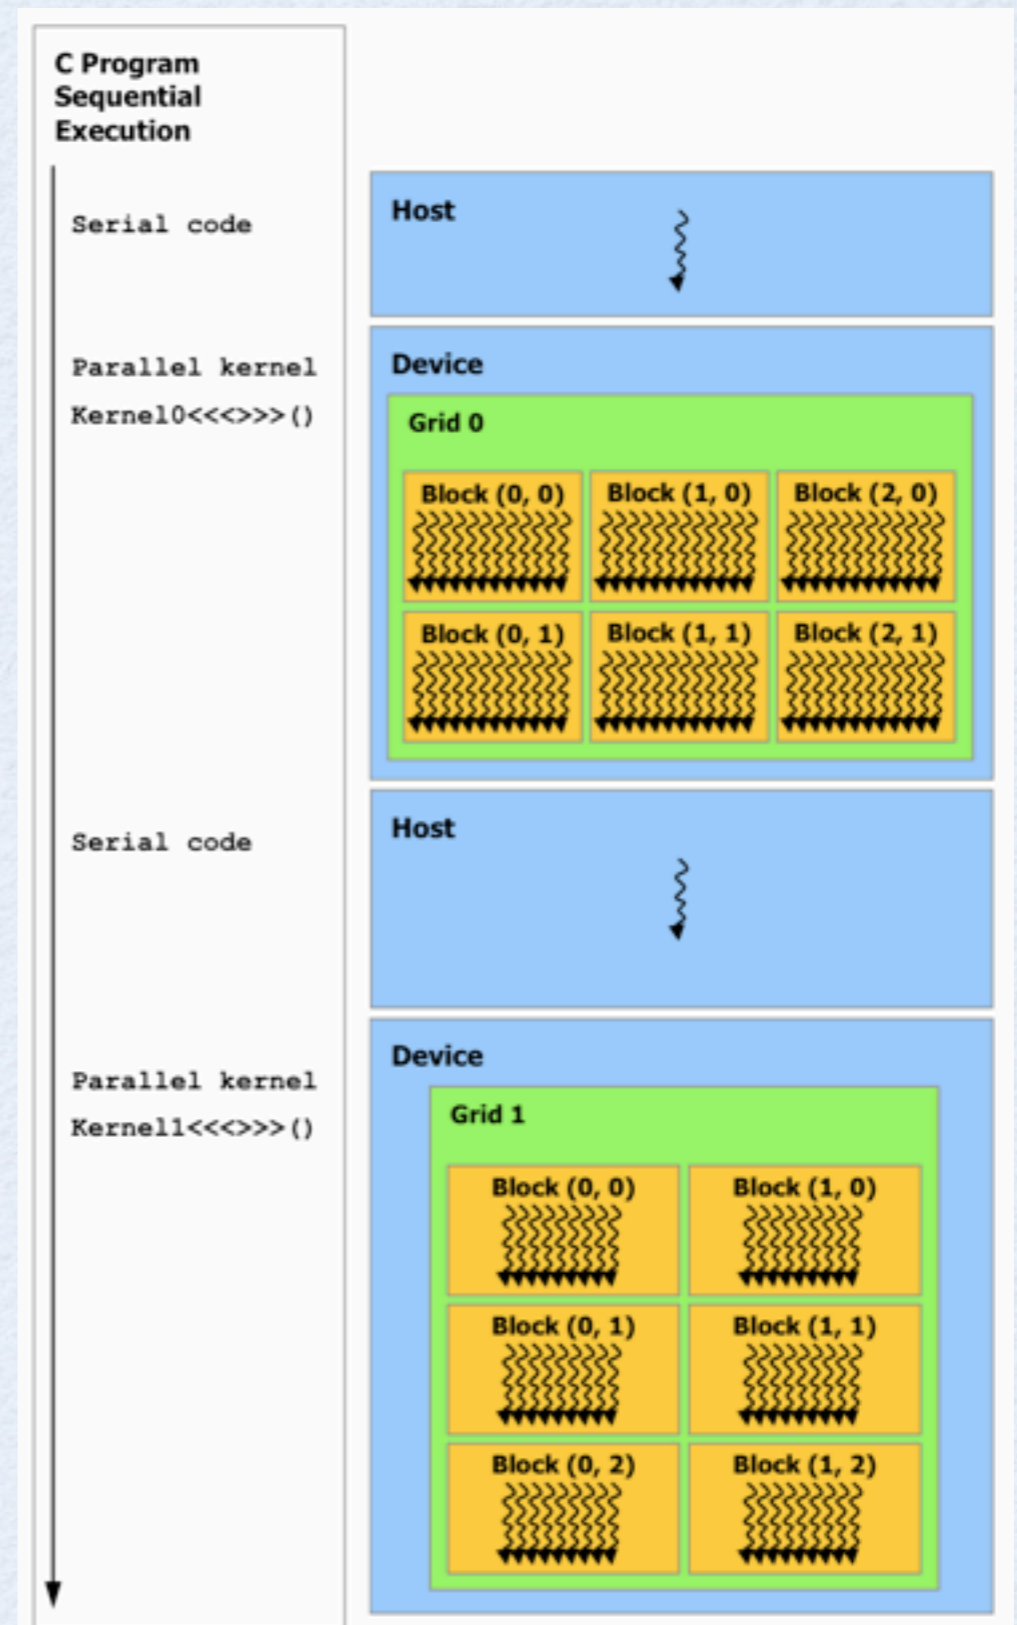 C Program
Sequential
Execution
Serial code
Host
Parallel kernel
Kernel0<<<>>>()
Device
Grid 0
Block (0, 0) Block (1, 0) Block (2, 0)
Block (0, 1) Block (1, 1) Block (2, 1)
Serial code
Host
Parallel kernel
Kernel1<<<>>>()
Device
Grid 1
Block (0, 0) Block (1, 0)
Block (0, 1) Block (1, 1)
Block (0, 2) Block (1, 2)